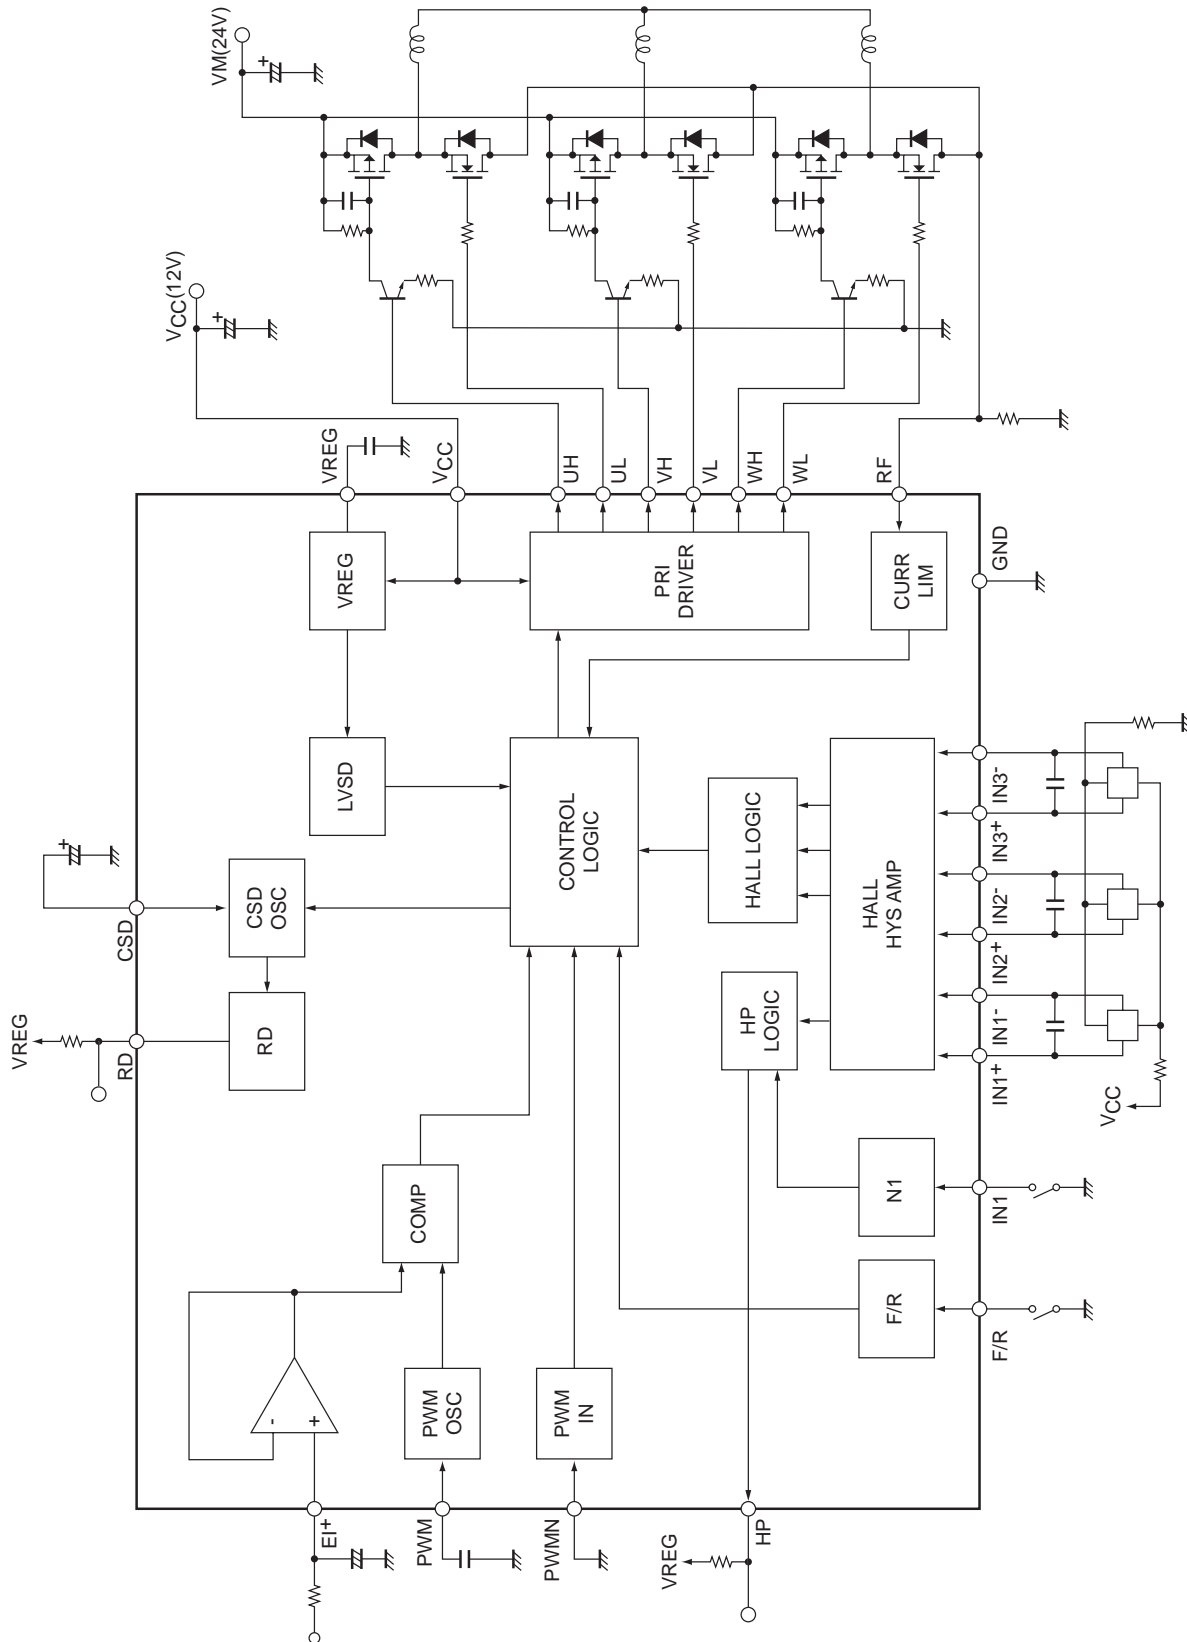 VM(24V)
+
VCC(12V)
+
VREG
VCC
UH
UL
VH
VL
WH
WL
RF
GND
VREG
PRI
DRIVER
CURR
LIM
LVSD
CONTROL
LOGIC
HALL LOGIC
HALL
HYS AMP
IN3-
IN3+
IN2-
IN2+
IN1-
IN1+
VCC
+
CSD
CSD
OSC
RD
RD
VREG
HP
LOGIC
COMP
N1
IN1
F/R
F/R
-
+
PWM
OSC
PWM
IN
EI+
PWM
PWMN
HP
VREG